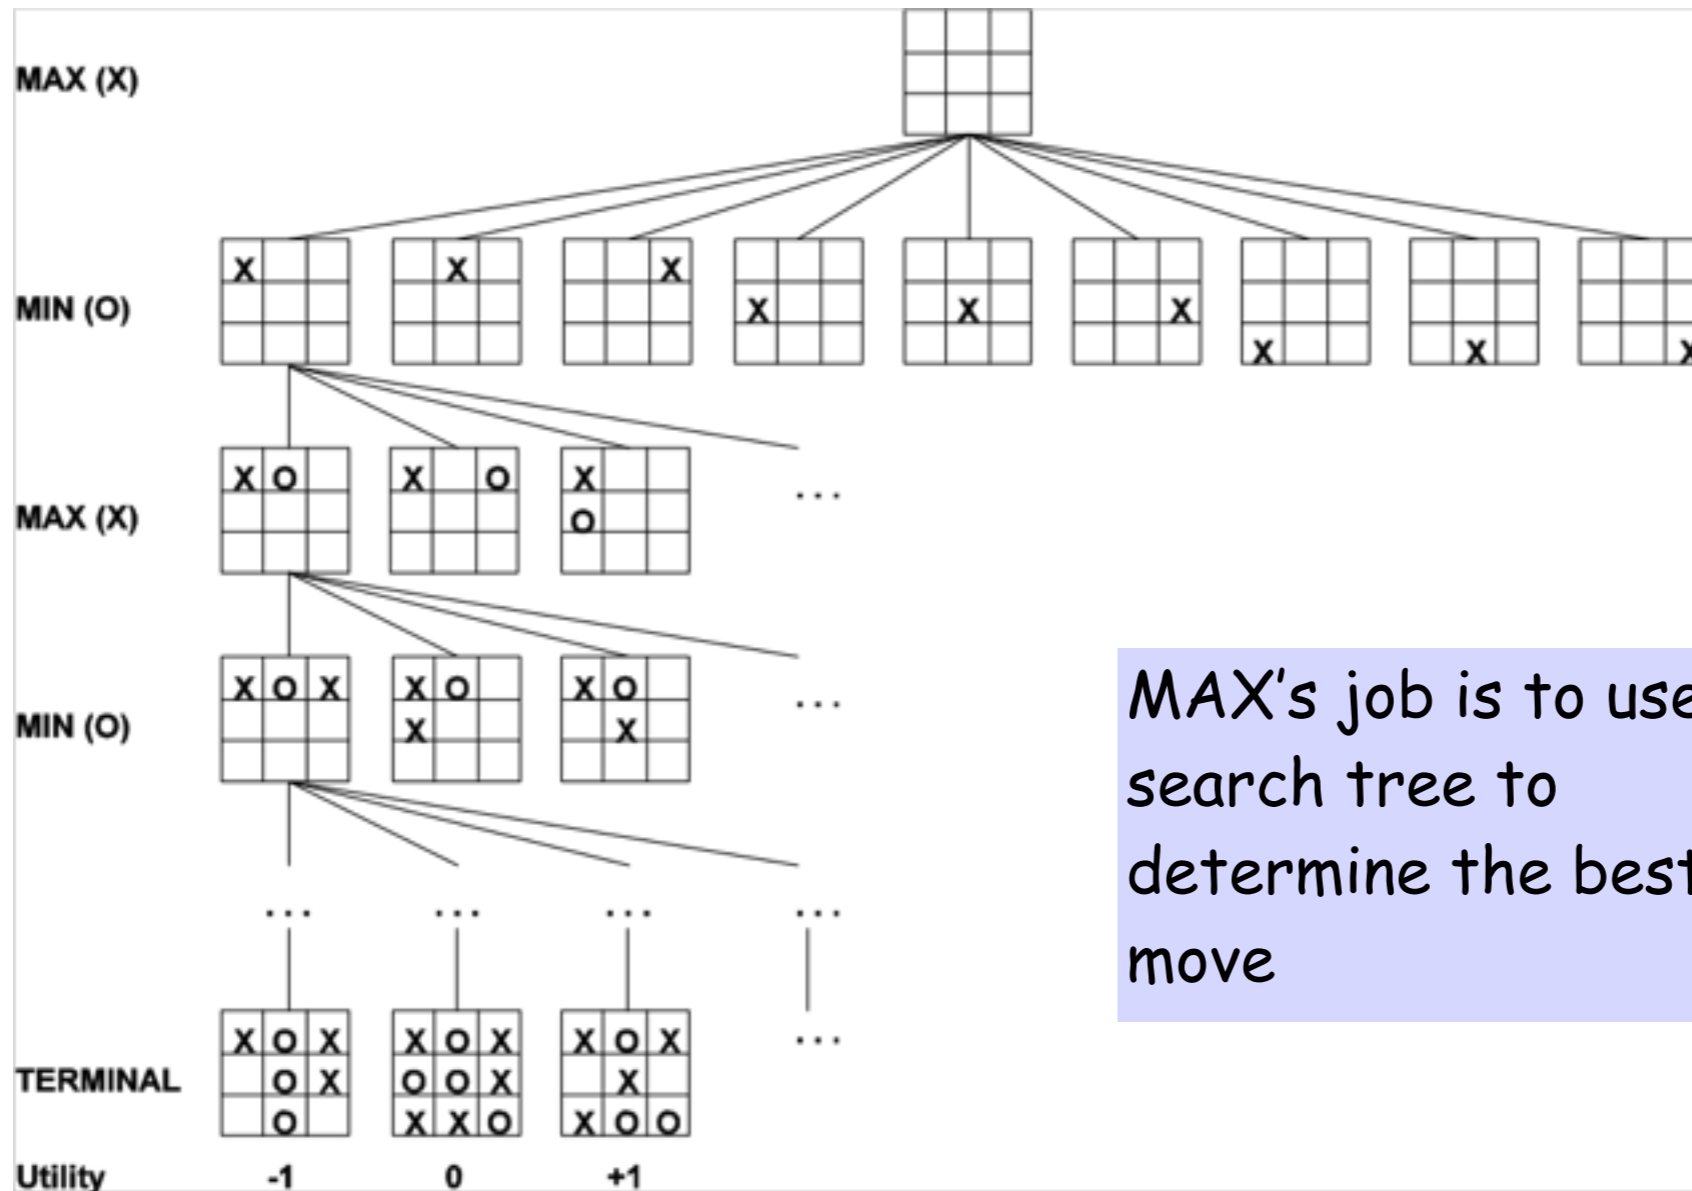 MAX (X)
X X X
MIN (O) X X X
X X X
X O X O X
MAX (X) O ...
X O X X O X O
MIN (O) X X ...
... ... ... ...
X O X X O X X O X ...
TERMINAL O X O O X X
O X X O X O O
Utility -1 0 +1
MAX's job is to use
search tree to
determine the best
move